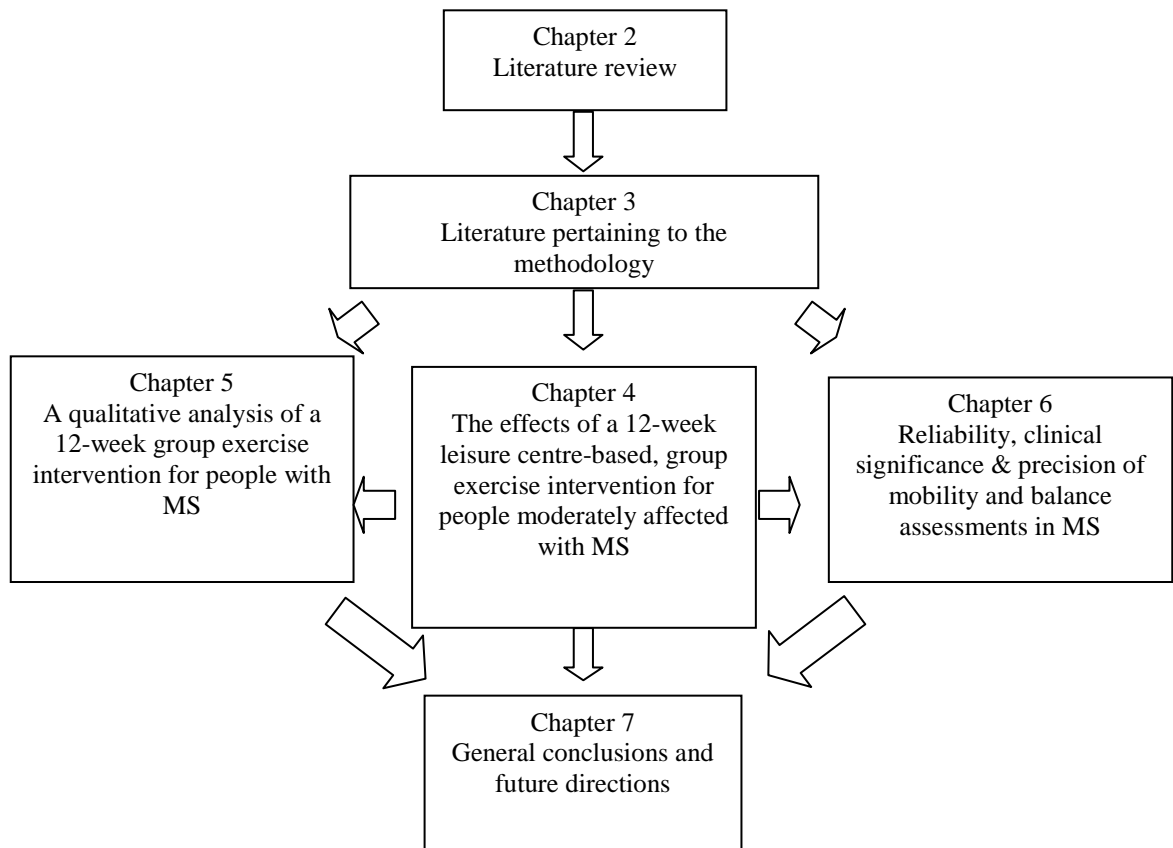 Chapter 2
Literature review
Chapter 3
Literature pertaining to the
methodology
Chapter 5
A qualitative analysis of a
12-week group exercise
intervention for people with
MS
Chapter 4
The effects of a 12-week
leisure centre-based, group
exercise intervention for
people moderately affected
with MS
Chapter 6
Reliability, clinical
significance & precision of
mobility and balance
assessments in MS
Chapter 7
General conclusions and
future directions